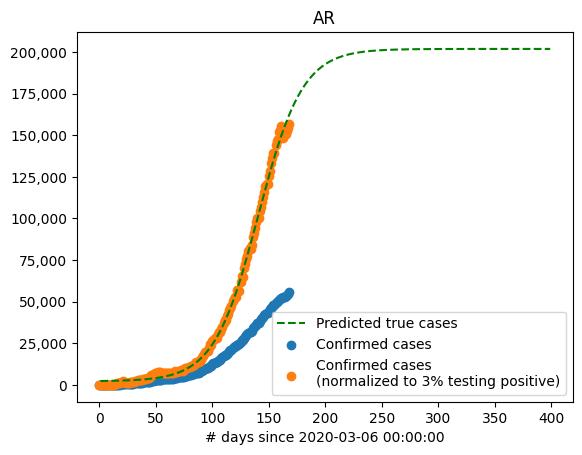 AR
200,000
175,000
150,000
125,000
100,000
75,000
50,000
25,000
0
Predicted true cases
Confirmed cases
Confirmed cases
(normalized to 3% testing positive)
0 50 100 150 200 250 300 350 400
# days since 2020-03-06 00:00:00